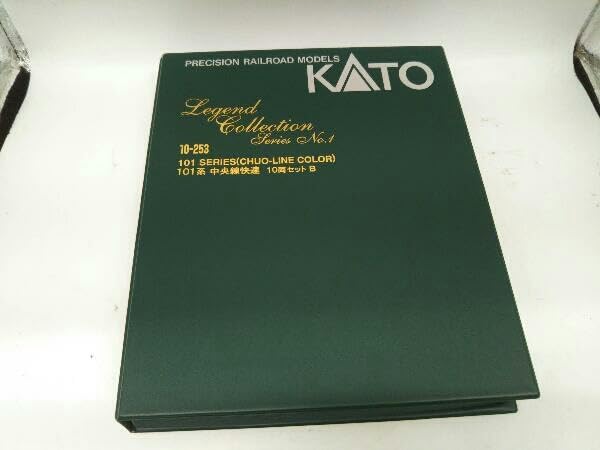 PRECISION RAILROAD MODELS
KATO
Legend
Collection
Series No.1
10-253
101 SERIES(CHUO-LINE COLOR)
101系 中央線快速 10両セット B